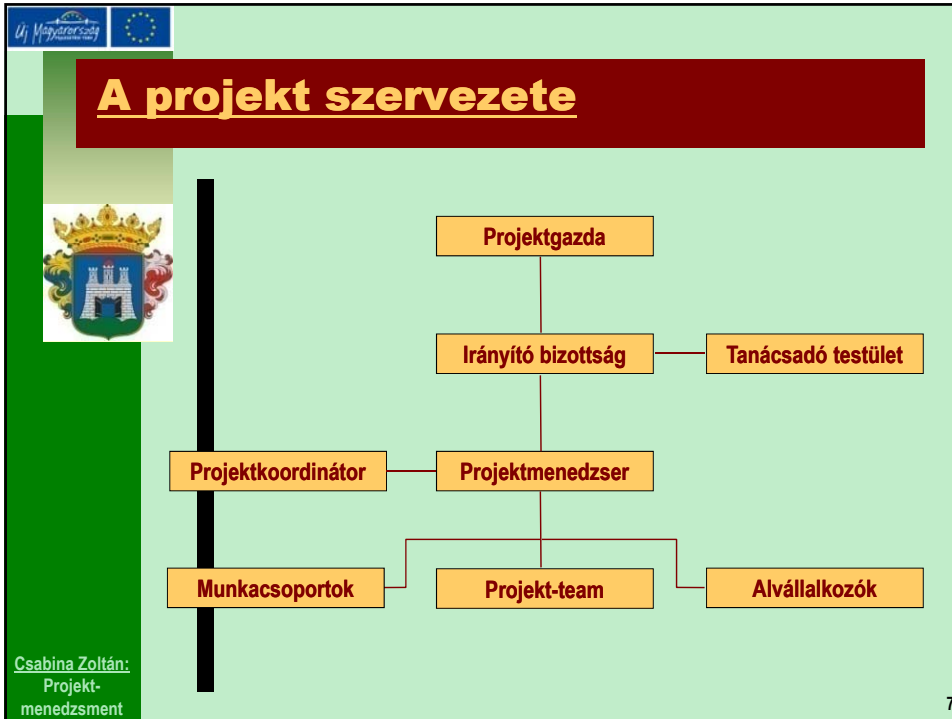 Új Magyarország
A projekt szervezete
Projektgazda
Irányító bizottság
Tanácsadó testület
Projektkoordinátor
Projektmenedzser
Munkacsoportok
Projekt-team
Alvállalkozók
Csabina Zoltán:
Projekt-
menedzsment
7